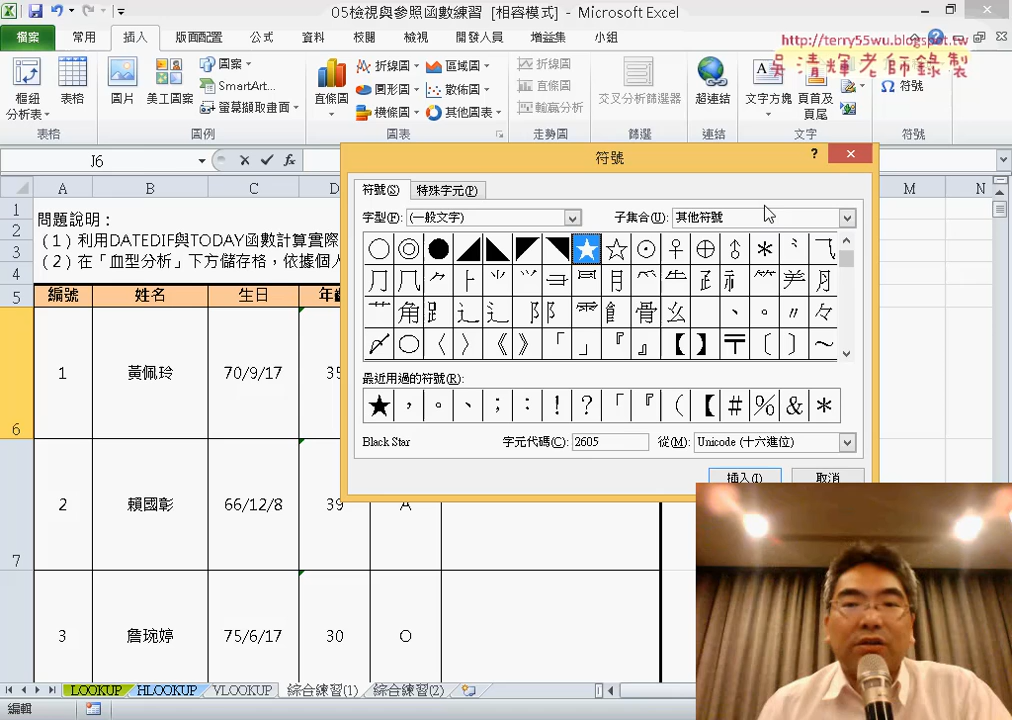 05檢視與參照函數練習 [相容模式] - Microsoft Excel
檔案 常用 插入 版面配置 公式 資料 校閱 檢視 開發人員 增益集 小組
http://terry55wu.blogspot.tw
吳清輝老師錄製
樞紐分析表 表格 圖片 美工圖案 圖案 SmartArt... 螢幕擷取畫面 直條圖 折線圖 圓形圖 橫條圖 區域圖 散佈圖 其他圖表 折線圖 直條圖 輸贏分析 交叉分析篩選器 超連結 文字方塊 頁首及頁尾 Ω 符號
表格 圖例 圖表 走勢圖 篩選 連結 文字 符號
J6 fx
A B C D M N
1 問題說明：
2 （1）利用DATEDIF與TODAY函數計算實際
3
4 （2）在「血型分析」下方儲存格，依據個人
5 編號 姓名 生日 年齡
6 1 黃佩玲 70/9/17 35
7 2 賴國彰 66/12/8 39 A
3 詹琬婷 75/6/17 30 O
符號
符號(S) 特殊字元(P)
字型(F): (一般文字) 子集合(U): 其他符號
○ ◎ ● ◢ ◣ ◤ ◥ ★ ☆ ⊙ ♀ ⊕ ♂ *
艹 角 骨 幺 、 。 〃 々
〆 〇 〈 〉 《 》 「 」 『 』 【 】 〒 〔 〕 ～
最近用過的符號(R):
★ ， 。 、 ； ： ！ ？ 「 『 （ 【 # % & *
Black Star 字元代碼(C): 2605 從(M): Unicode (十六進位)
插入(I) 取消
LOOKUP HLOOKUP VLOOKUP 綜合練習(1) 綜合練習(2)
編輯